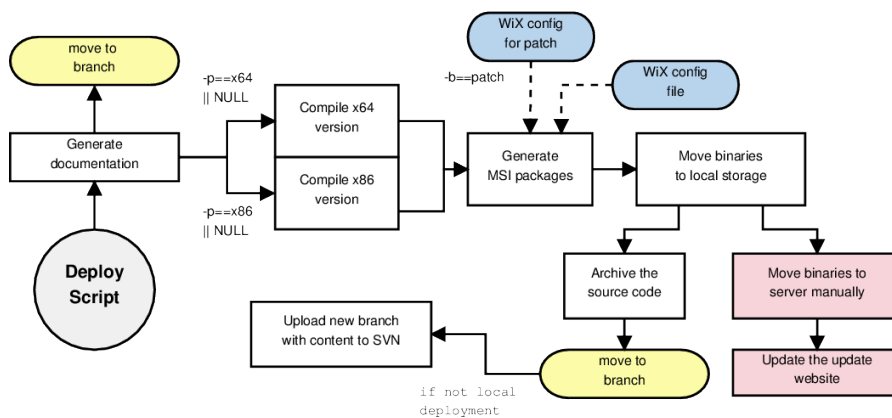 WiX config
for patch
move to
branch
-p==x64
|| NULL
-b==patch
WiX config
file
Compile x64
version
Generate
documentation
Generate
MSI packages
Move binaries
to local storage
Compile x86
version
-p==x86
|| NULL
Deploy
Script
Archive the
source code
Move binaries to
server manually
Upload new branch
with content to SVN
move to
branch
Update the update
website
if not local
deployment